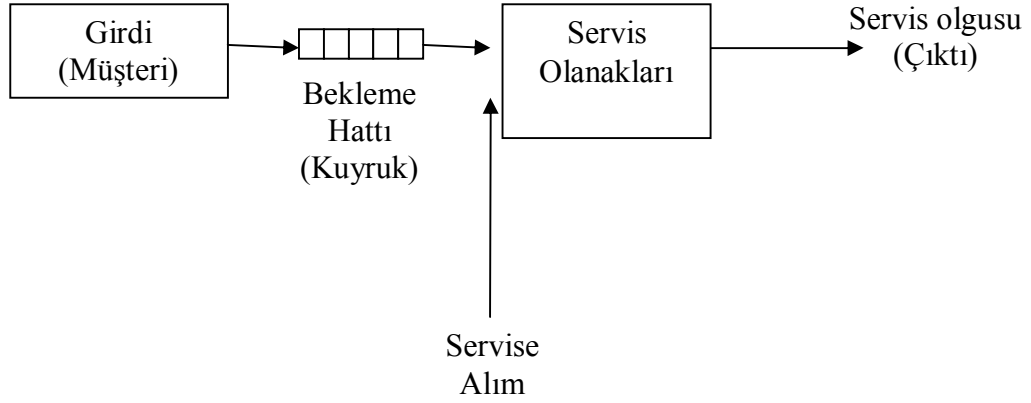 Girdi
(Müşteri)
Bekleme
Hattı
(Kuyruk)
Servis
Olanakları
Servis olgusu
(Çıktı)
Servise
Alım